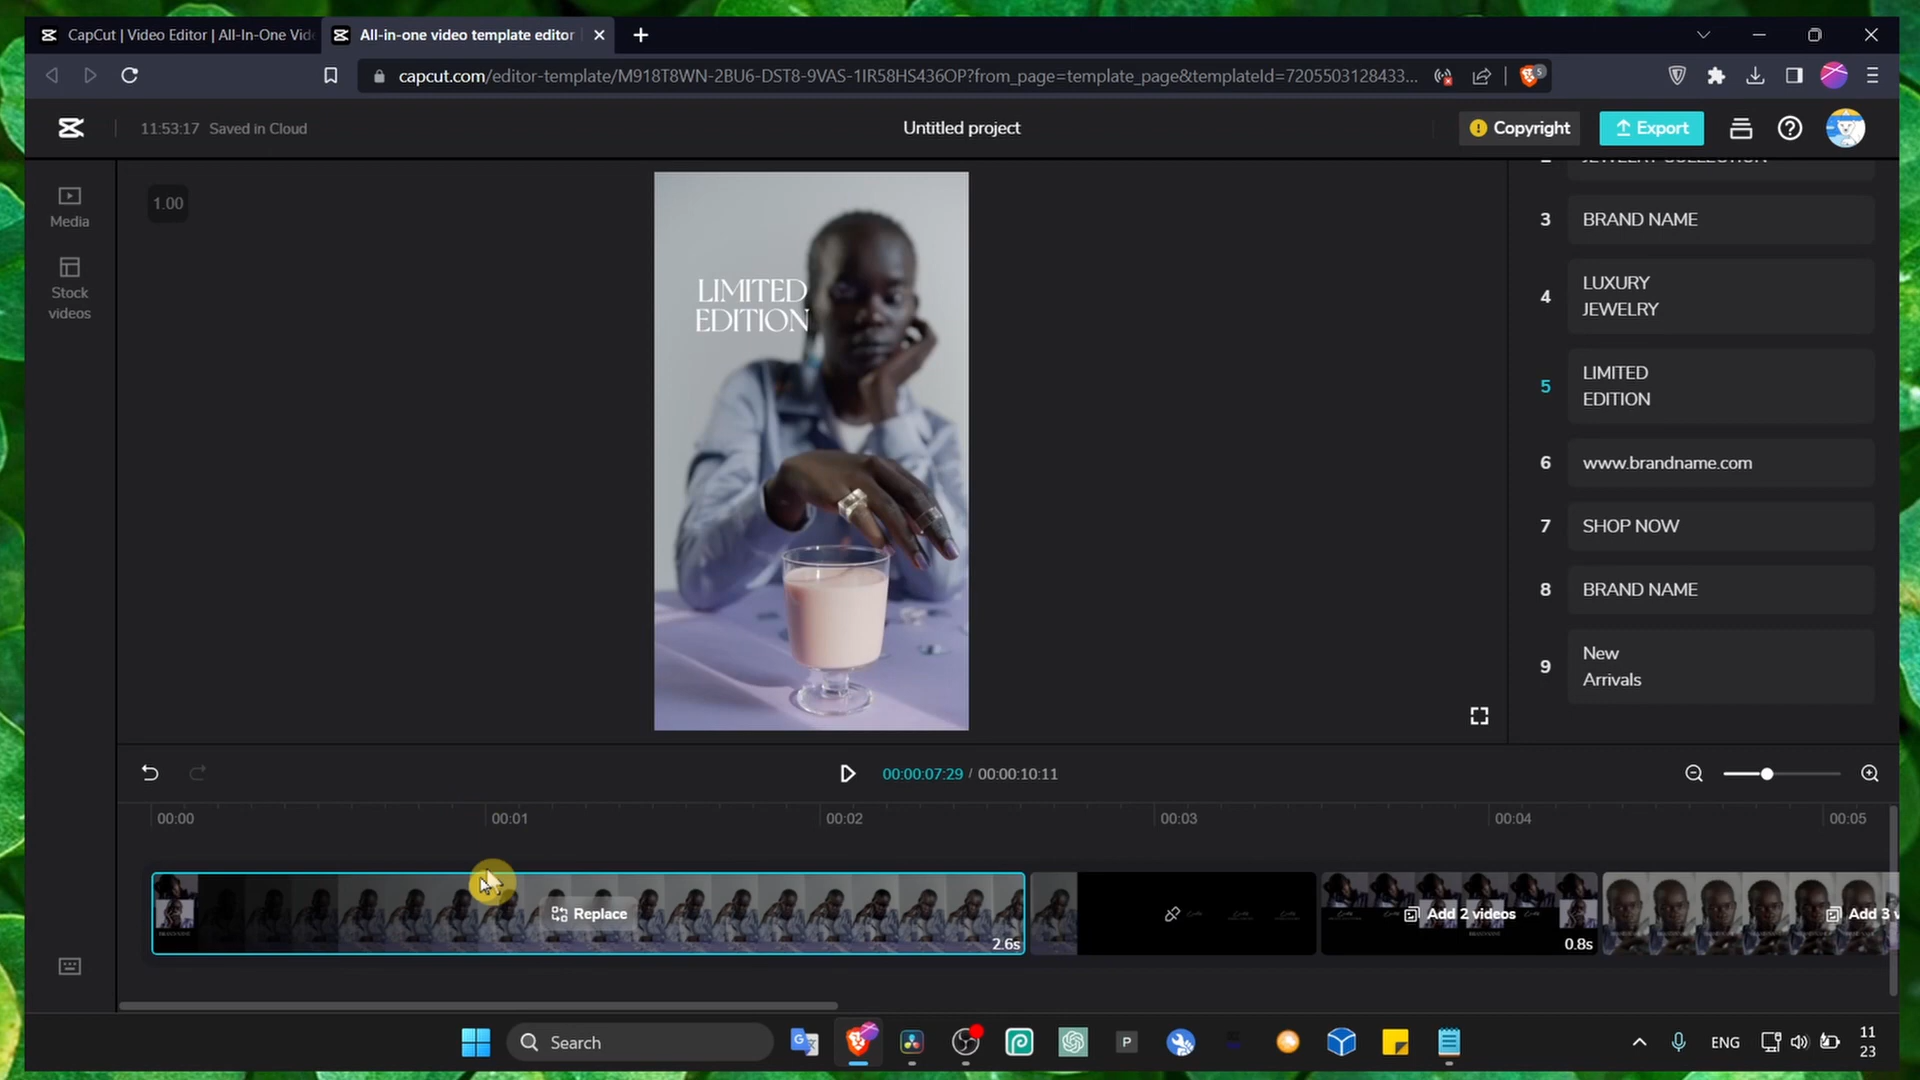 CapCut | Video Editor | All-In-One Vid
All-in-one video template editor
capcut.com/editor-template/M918T8WN-2BU6-DST8-9VAS-1IR58HS436OP?from_page=template_page&templateId=7205503128433...
5
11:53:17 Saved in Cloud
Untitled project
Copyright
Export
Media
Stock
videos
1.00
LIMITED
EDITION
2 JEWELRY COLLECTION
3 BRAND NAME
4 LUXURY
JEWELRY
5 LIMITED
EDITION
6 www.brandname.com
7 SHOP NOW
8 BRAND NAME
9 New
Arrivals
00:00:07:29 / 00:00:10:11
00:00 00:01 00:02 00:03 00:04 00:05
Replace
2.6s
Add 2 videos
0.8s
Add 3 v
Search
P
ENG
11
23